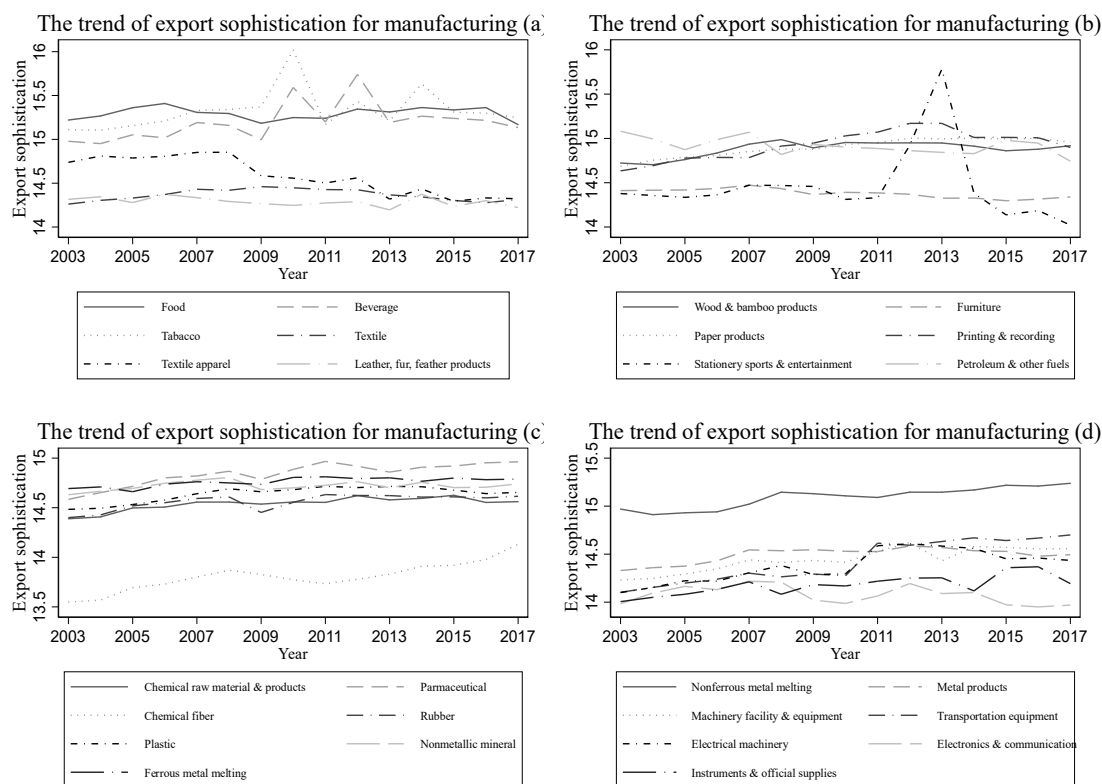 The trend of export sophistication for manufacturing (a)
Export sophistication
16
15.5
15
14.5
14
2003 2005 2007 2009 2011 2013 2015 2017
Year
Food Beverage
Tabacco Textile
Textile apparel Leather, fur, feather products
The trend of export sophistication for manufacturing (b)
Export sophistication
16
15.5
15
14.5
14
2003 2005 2007 2009 2011 2013 2015 2017
Year
Wood & bamboo products Furniture
Paper products Printing & recording
Stationery sports & entertainment Petroleum & other fuels
The trend of export sophistication for manufacturing (c)
Export sophistication
15
14.5
14
13.5
2003 2005 2007 2009 2011 2013 2015 2017
Year
Chemical raw material & products Parmaceutical
Chemical fiber Rubber
Plastic Nonmetallic mineral
Ferrous metal melting
The trend of export sophistication for manufacturing (d)
Export sophistication
15.5
15
14.5
14
2003 2005 2007 2009 2011 2013 2015 2017
Year
Nonferrous metal melting Metal products
Machinery facility & equipment Transportation equipment
Electrical machinery Electronics & communication
Instruments & official supplies